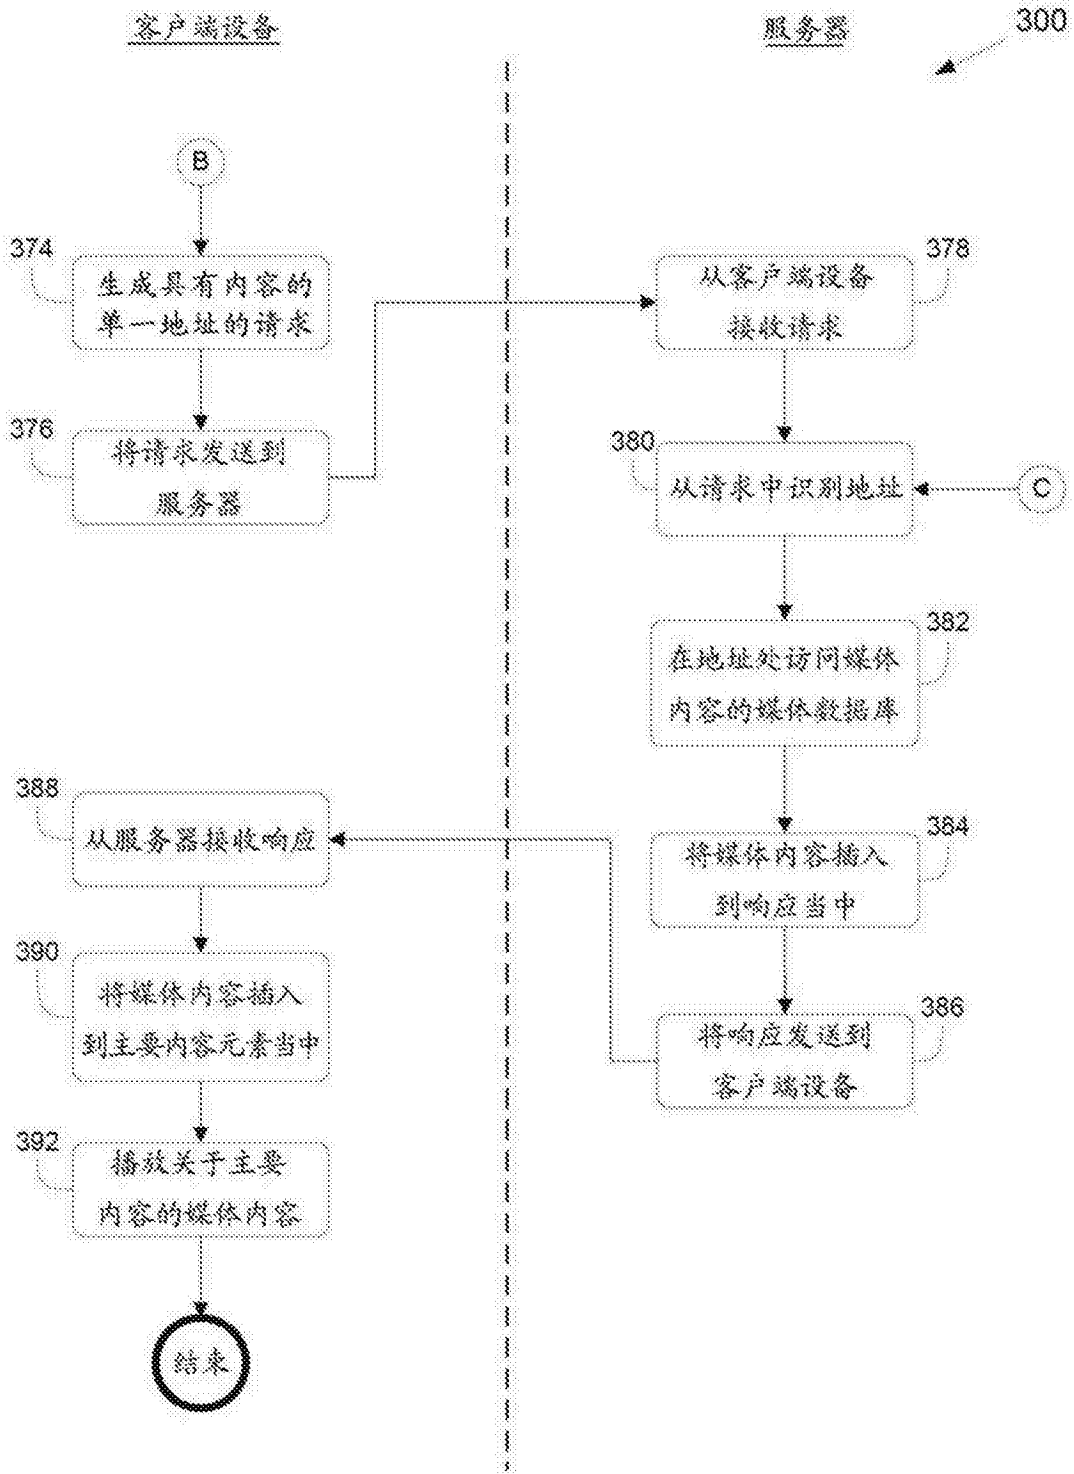 客户端设备
服务器
300
B
374
生成具有内容的
单一地址的请求
376
将请求发送到
服务器
378
从客户端设备
接收请求
380
从请求中识别地址
C
382
在地址处访问媒体
内容的媒体数据库
384
将媒体内容插入
到响应当中
386
将响应发送到
客户端设备
388
从服务器接收响应
390
将媒体内容插入
到主要内容元素当中
392
播放关于主要
内容的媒体内容
结束